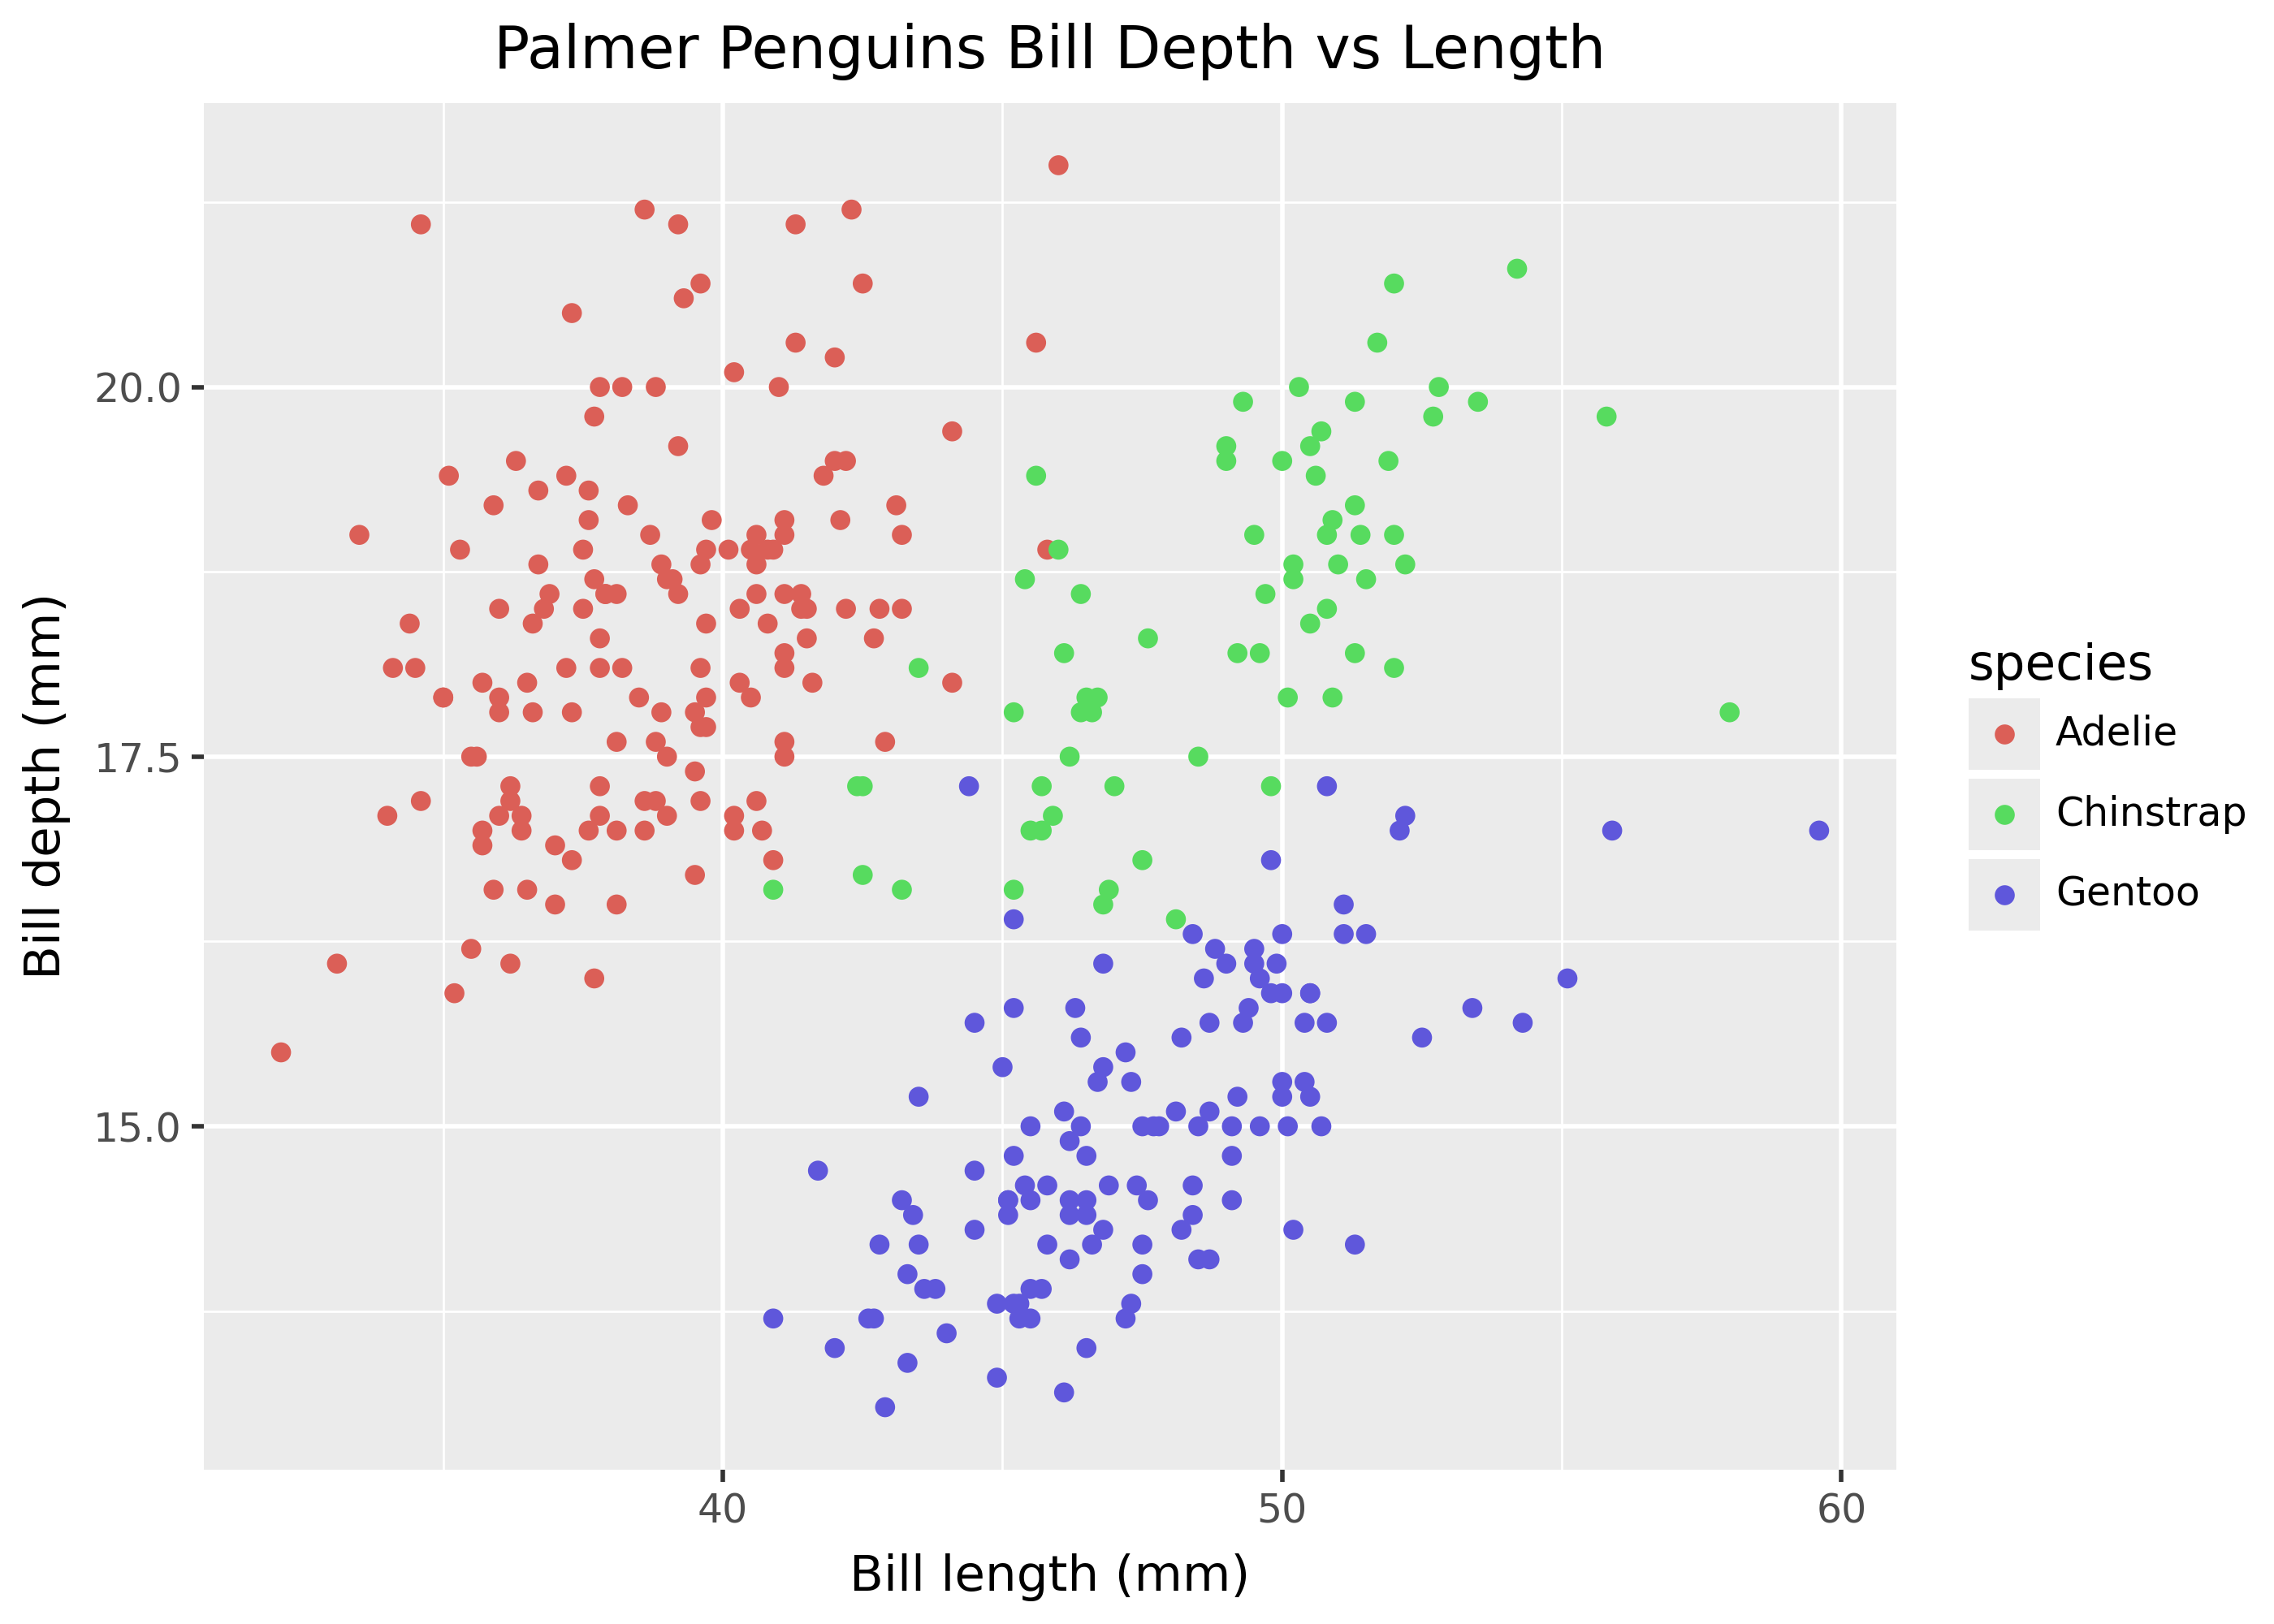 Palmer Penguins Bill Depth vs Length
Bill depth (mm)
20.0
17.5
15.0
40
50
60
Bill length (mm)
species
Adelie
Chinstrap
Gentoo